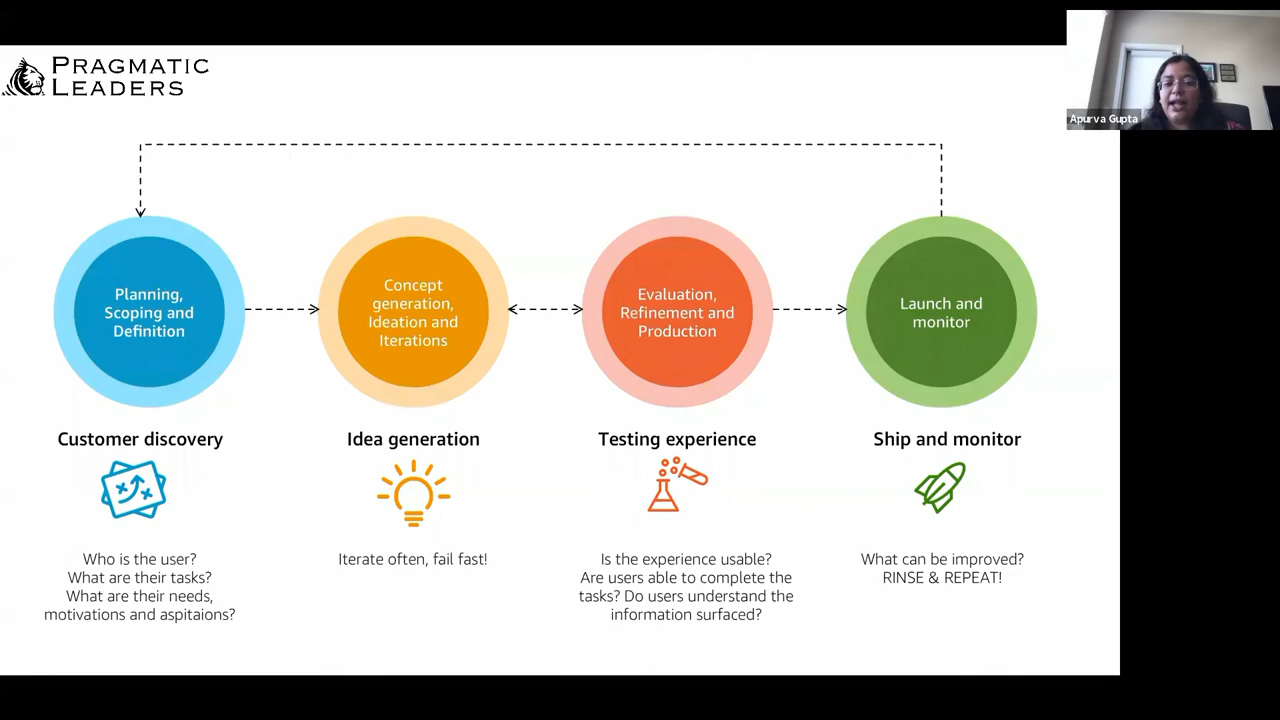 PRAGMATIC
LEADERS
Apurva Gupta
Planning,
Scoping and
Definition
Concept
generation,
Ideation and
Iterations
Evaluation,
Refinement and
Production
Launch and
monitor
Customer discovery
Idea generation
Testing experience
Ship and monitor
Who is the user?
What are their tasks?
What are their needs,
motivations and aspitaions?
Iterate often, fail fast!
Is the experience usable?
Are users able to complete the
tasks? Do users understand the
information surfaced?
What can be improved?
RINSE & REPEAT!